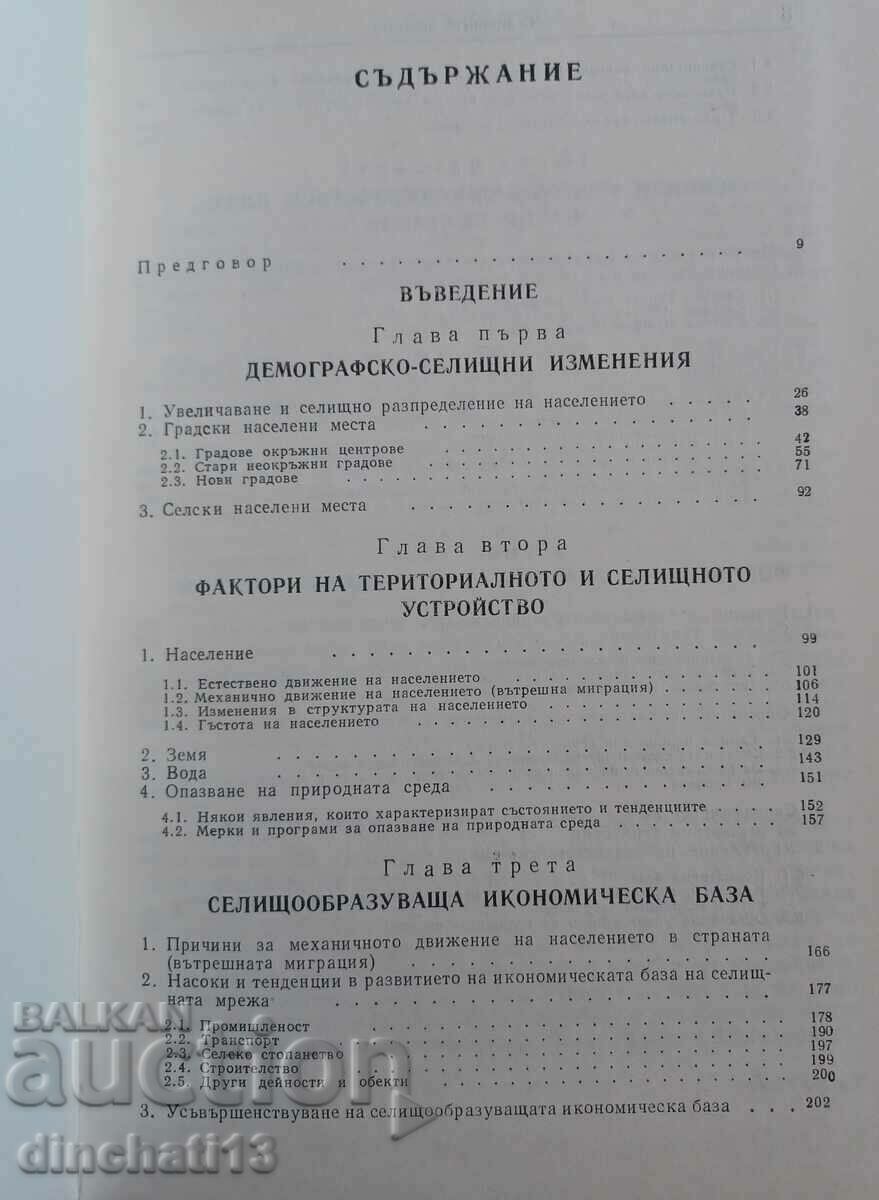 СЪДЪРЖАНИЕ
Предговор . . . . . . . . . . . . . . . . . . . 9
ВЪВЕДЕНИЕ
Глава първа
ДЕМОГРАФСКО-СЕЛИЩНИ ИЗМЕНЕНИЯ
1. Увеличаване и селищно разпределение на населението . . . . . 26
2. Градски населени места . . . . . . . . . . . . . 38
2.1. Градове окръжни центрове . . . . . . . . . . . . . 42
2.2. Стари неокръжни градове . . . . . . . . . . . . . 55
2.3. Нови градове . . . . . . . . . . . . . . . . 71
3. Селски населени места . . . . . . . . . . . . . . 92
Глава втора
ФАКТОРИ НА ТЕРИТОРИАЛНОТО И СЕЛИЩНОТО
УСТРОЙСТВО
1. Население . . . . . . . . . . . . . . . . . 99
1.1. Естествено движение на населението . . . . . . . . . . 101
1.2. Механично движение на населението (вътрешна миграция) . . . . . 106
1.3. Изменения в структурата на населението . . . . . . . . . 114
1.4. Гъстота на населението . . . . . . . . . . . . . . 120
2. Земя . . . . . . . . . . . . . . . . . . . 129
3. Вода . . . . . . . . . . . . . . . . . . . 143
4. Опазване на природната среда . . . . . . . . . . . 151
4.1. Някои явления, които характеризират състоянието и тенденциите . . . . 152
4.2. Мерки и програми за опазване на природната среда . . . . . . . 157
Глава трета
СЕЛИЩООБРАЗУВАЩА ИКОНОМИЧЕСКА БАЗА
1. Причини за механичното движение на населението в страната
(вътрешната миграция) . . . . . . . . . . . . . . 166
2. Насоки и тенденции в развитието на икономическата база на селищ-
ната мрежа . . . . . . . . . . . . . . . . . 177
2.1. Промишленост . . . . . . . . . . . . . . . . 178
2.2. Транспорт . . . . . . . . . . . . . . . . . 190
2.3. Селско стопанство . . . . . . . . . . . . . . . 197
2.4. Строителство . . . . . . . . . . . . . . . . 199
2.5. Други дейности и обекти . . . . . . . . . . . . . 200
3. Усъвършенствуване на селищообразуващата икономическа база . . . 202
BALKAN
auction
dinchati13